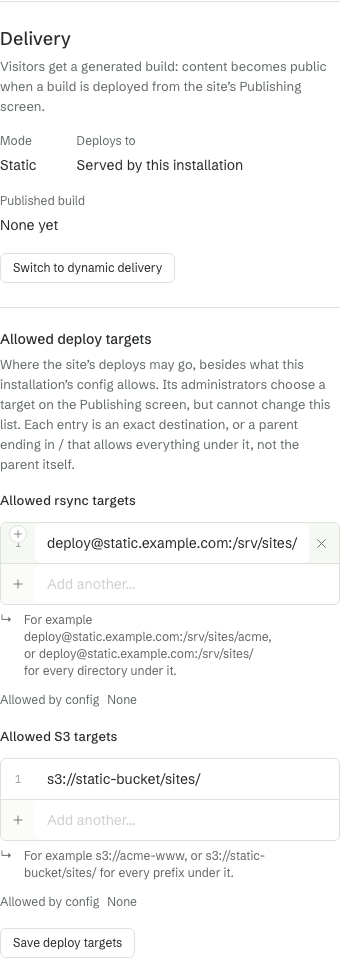 Delivery
Visitors get a generated build: content becomes public
when a build is deployed from the site's Publishing
screen.
Mode Deploys to
Static Served by this installation
Published build
None yet
Switch to dynamic delivery
Allowed deploy targets
Where the site's deploys may go, besides what this
installation's config allows. Its administrators choose a
target on the Publishing screen, but cannot change this
list. Each entry is an exact destination, or a parent
ending in / that allows everything under it, not the
parent itself.
Allowed rsync targets
1 deploy@static.example.com:/srv/sites/
Add another...
For example
deploy@static.example.com:/srv/sites/acme,
or deploy@static.example.com:/srv/sites/
for every directory under it.
Allowed by config None
Allowed S3 targets
1 s3://static-bucket/sites/
Add another...
For example s3://acme-www, or s3://static-
bucket/sites/ for every prefix under it.
Allowed by config None
Save deploy targets